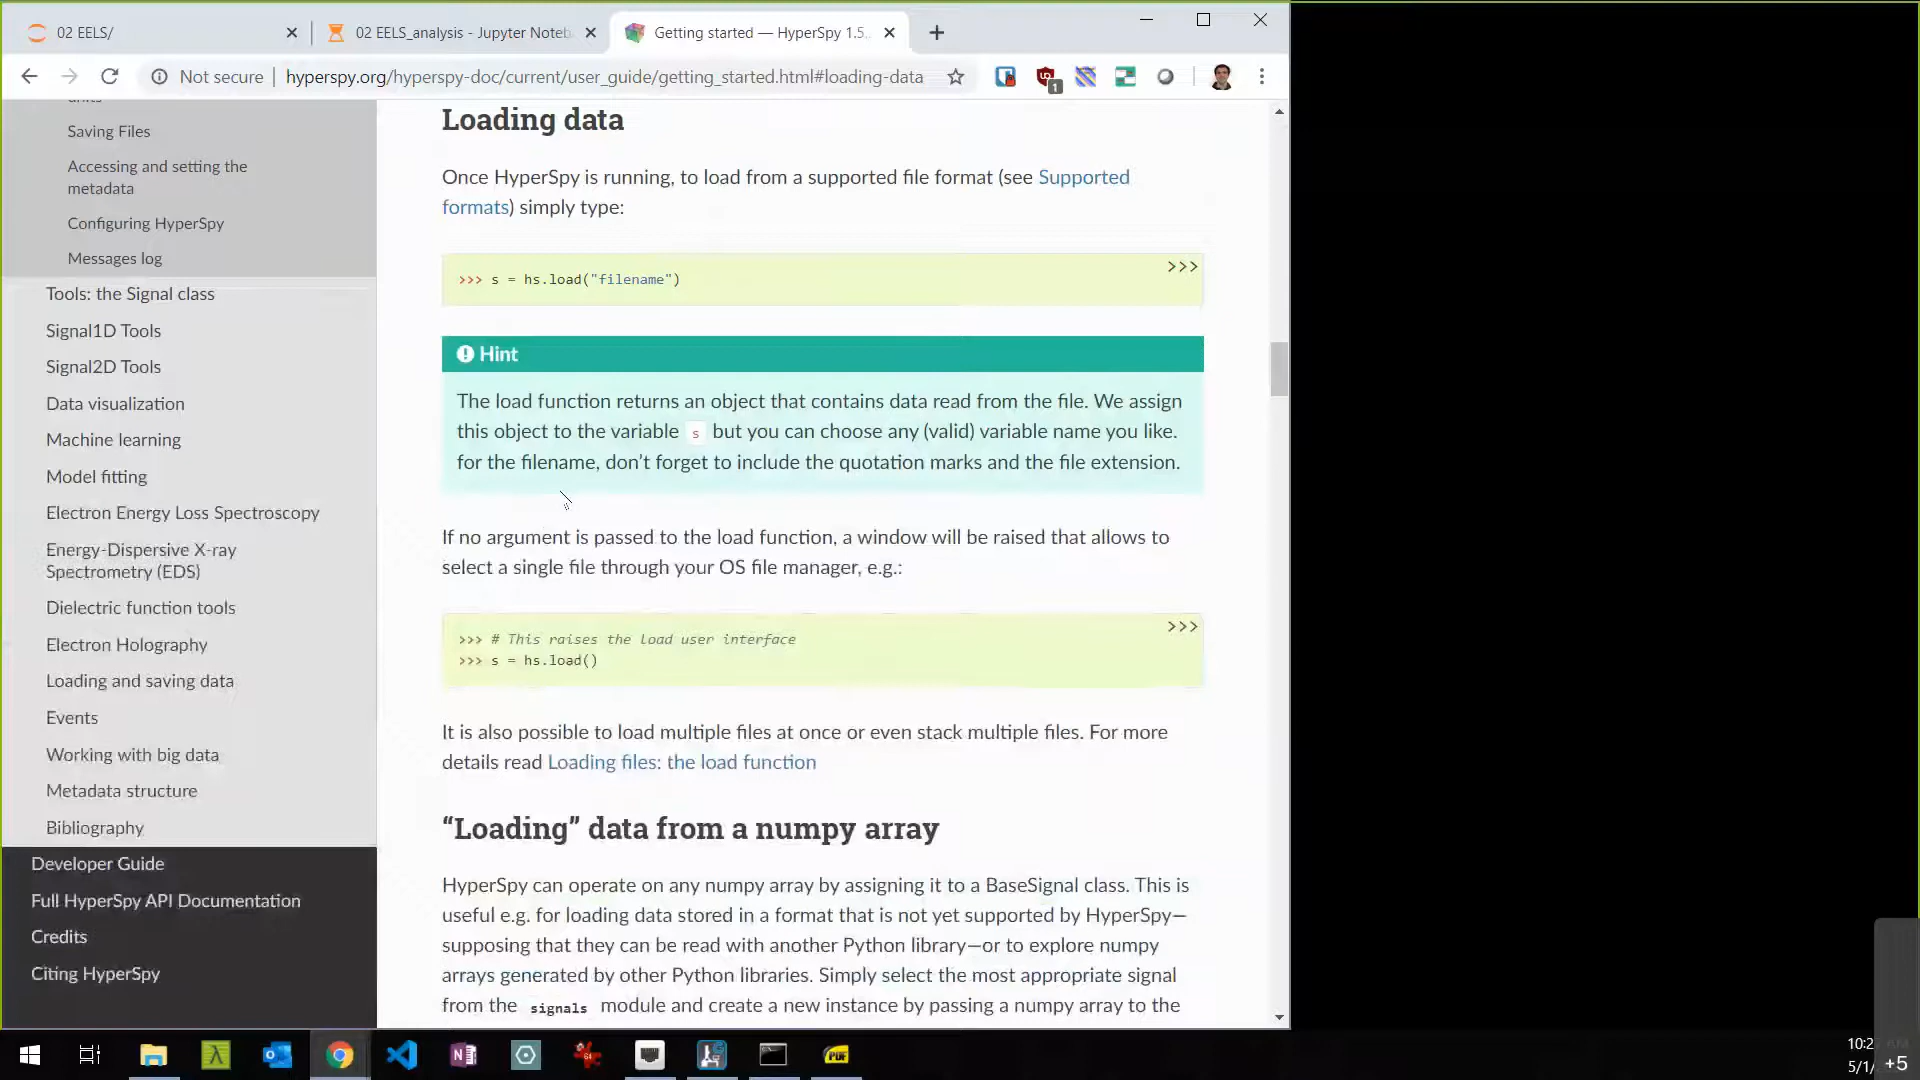 02 EELS/
02 EELS_analysis - Jupyter Noteb
Getting started — HyperSpy 1.5.
Not secure
hyperspy.org/hyperspy-doc/current/user_guide/getting_started.html#loading-data
1
units
Saving Files
Accessing and setting the
metadata
Configuring HyperSpy
Messages log
Tools: the Signal class
Signal1D Tools
Signal2D Tools
Data visualization
Machine learning
Model fitting
Electron Energy Loss Spectroscopy
Energy-Dispersive X-ray
Spectrometry (EDS)
Dielectric function tools
Electron Holography
Loading and saving data
Events
Working with big data
Metadata structure
Bibliography
Developer Guide
Full HyperSpy API Documentation
Credits
Citing HyperSpy
Loading data
Once HyperSpy is running, to load from a supported file format (see Supported
formats) simply type:
>>>
>>> s = hs.load("filename")
Hint
The load function returns an object that contains data read from the file. We assign
this object to the variable s but you can choose any (valid) variable name you like.
for the filename, don't forget to include the quotation marks and the file extension.
If no argument is passed to the load function, a window will be raised that allows to
select a single file through your OS file manager, e.g.:
>>>
>>> # This raises the load user interface
>>> s = hs.load()
It is also possible to load multiple files at once or even stack multiple files. For more
details read Loading files: the load function
“Loading” data from a numpy array
HyperSpy can operate on any numpy array by assigning it to a BaseSignal class. This is
useful e.g. for loading data stored in a format that is not yet supported by HyperSpy—
supposing that they can be read with another Python library—or to explore numpy
arrays generated by other Python libraries. Simply select the most appropriate signal
from the signals module and create a new instance by passing a numpy array to the
PDF
10:2
5/1/
+5